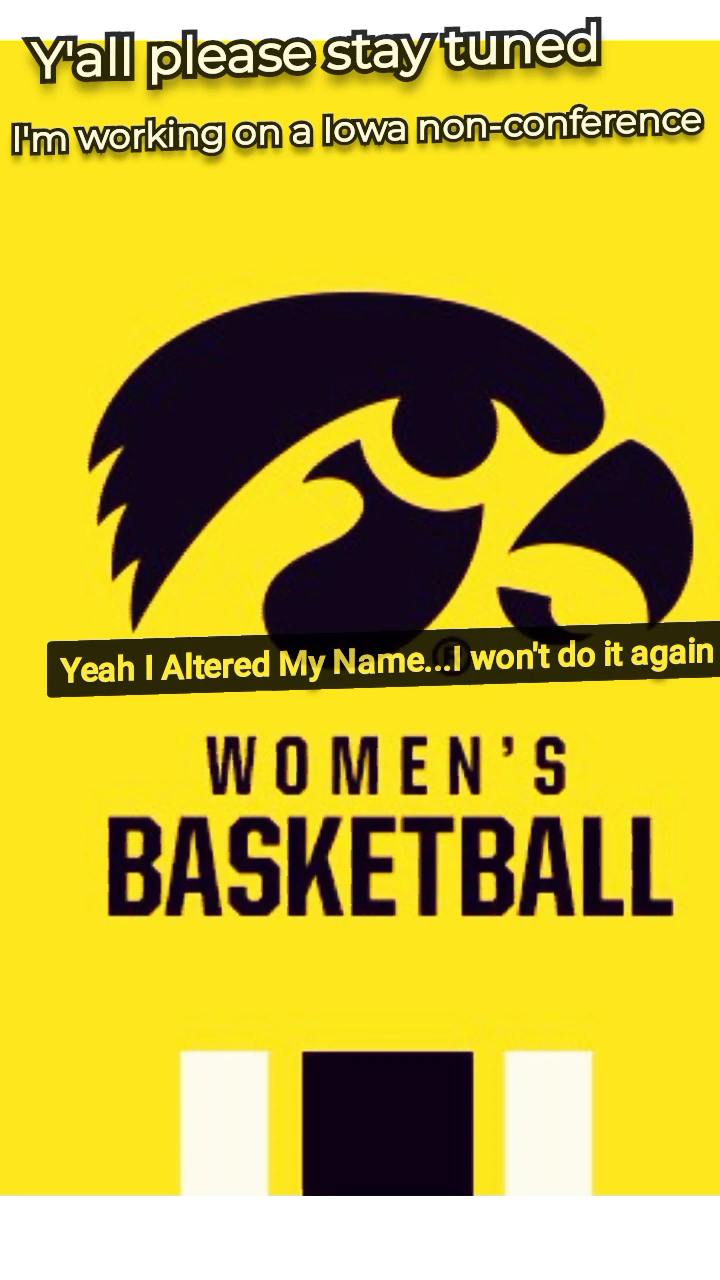 Y'all please stay tuned
I'm working on a Iowa non-conference
Yeah I Altered My Name...I won't do it again
WOMEN'S
BASKETBALL